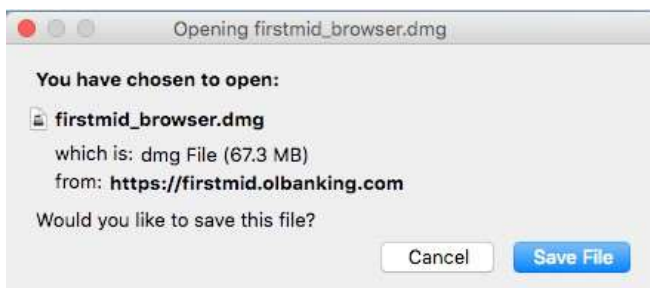 Opening firstmid_browser.dmg
You have chosen to open:
firstmid_browser.dmg
which is: dmg File (67.3 MB)
from: https://firstmid.olbanking.com
Would you like to save this file?
Cancel Save File